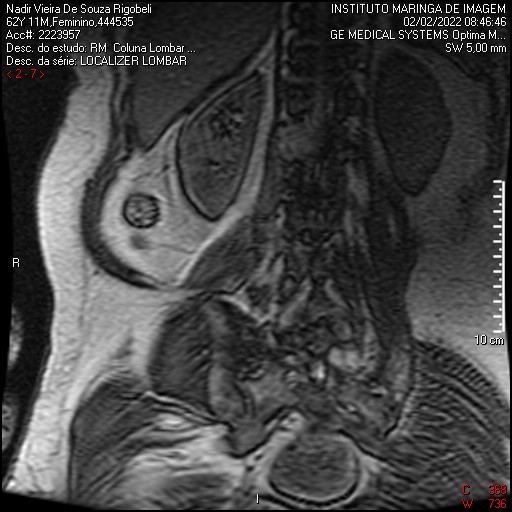 Nadir Vieira De Souza Rigobeli
62Y 11M,Feminino,444535
Acc#: 2223957
Desc. do estudo: RM  Coluna Lombar ...
Desc. da série: LOCALIZER LOMBAR
< 2 - 7 >
INSTITUTO MARINGA DE IMAGEM
02/02/2022 08:46:46
GE MEDICAL SYSTEMS Optima M...
SW 5,00 mm
R
10 cm
I
C 368
W 736